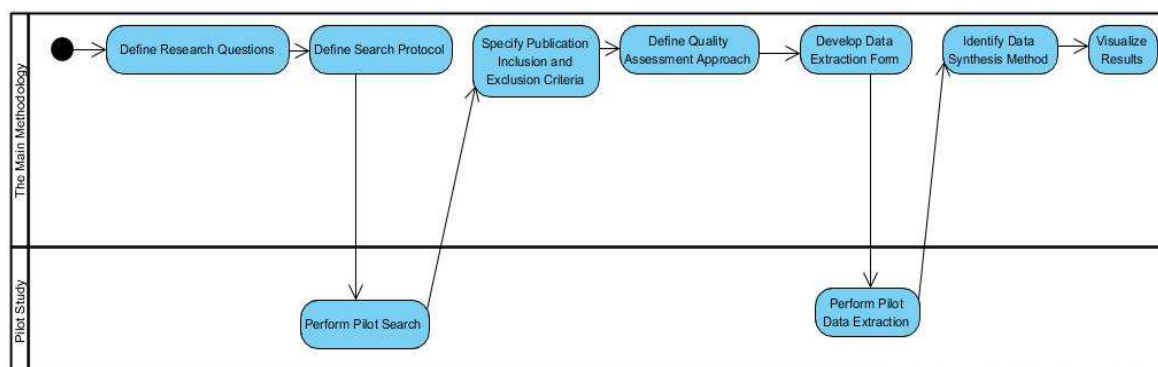 The Main Methodology
Define Research Questions
Define Search Protocol
Specify Publication
Inclusion and
Exclusion Criteria
Define Quality
Assessment Approach
Develop Data
Extraction Form
Identify Data
Synthesis Method
Visualize
Results
Pilot Study
Perform Pilot Search
Perform Pilot
Data Extraction